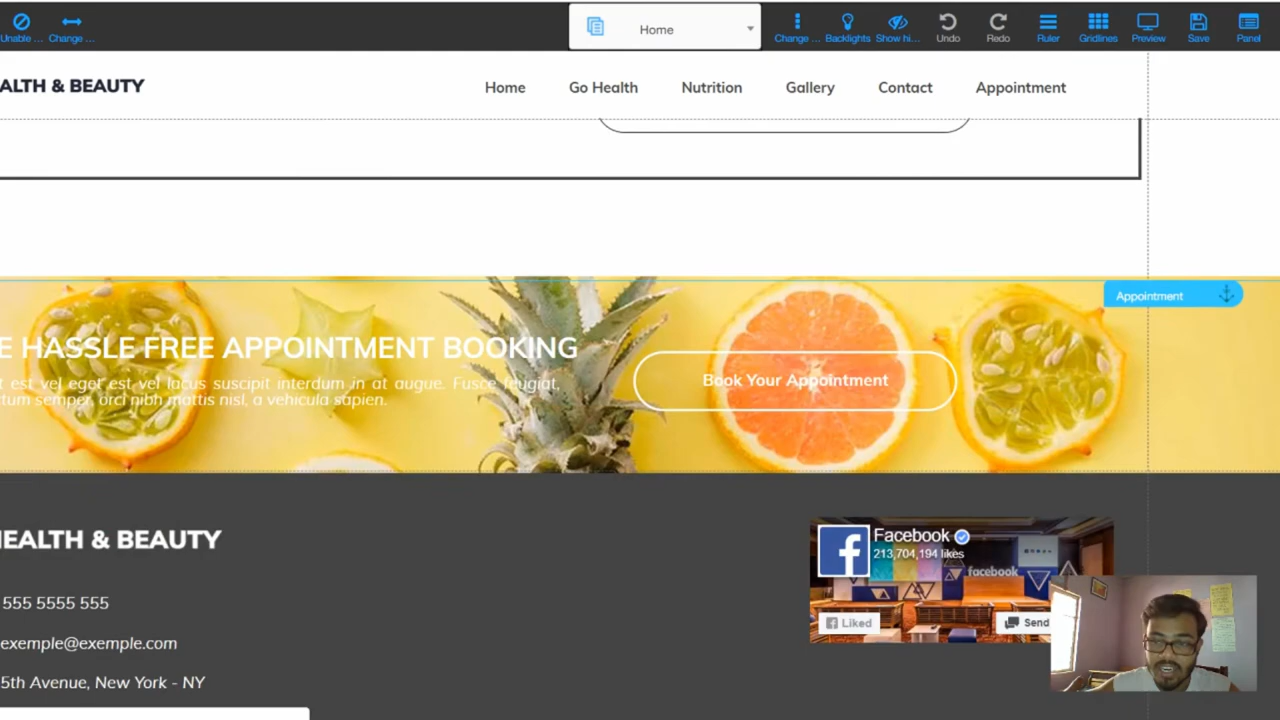 Unable ...
Change ...
Home
Change ...
Backlights
Show hi...
Undo
Redo
Ruler
Gridlines
Preview
Save
Panel
ALTH & BEAUTY
Home
Go Health
Nutrition
Gallery
Contact
Appointment
Appointment
E HASSLE FREE APPOINTMENT BOOKING
t est vel eget est vel lacus suscipit interdum in at augue. Fusce feugiat,
tum semper, orci nibh mattis nisl, a vehicula sapien.
Book Your Appointment
HEALTH & BEAUTY
555 5555 555
exemple@exemple.com
5th Avenue, New York - NY
Facebook
213,704,194 likes
facebook
Liked
Send